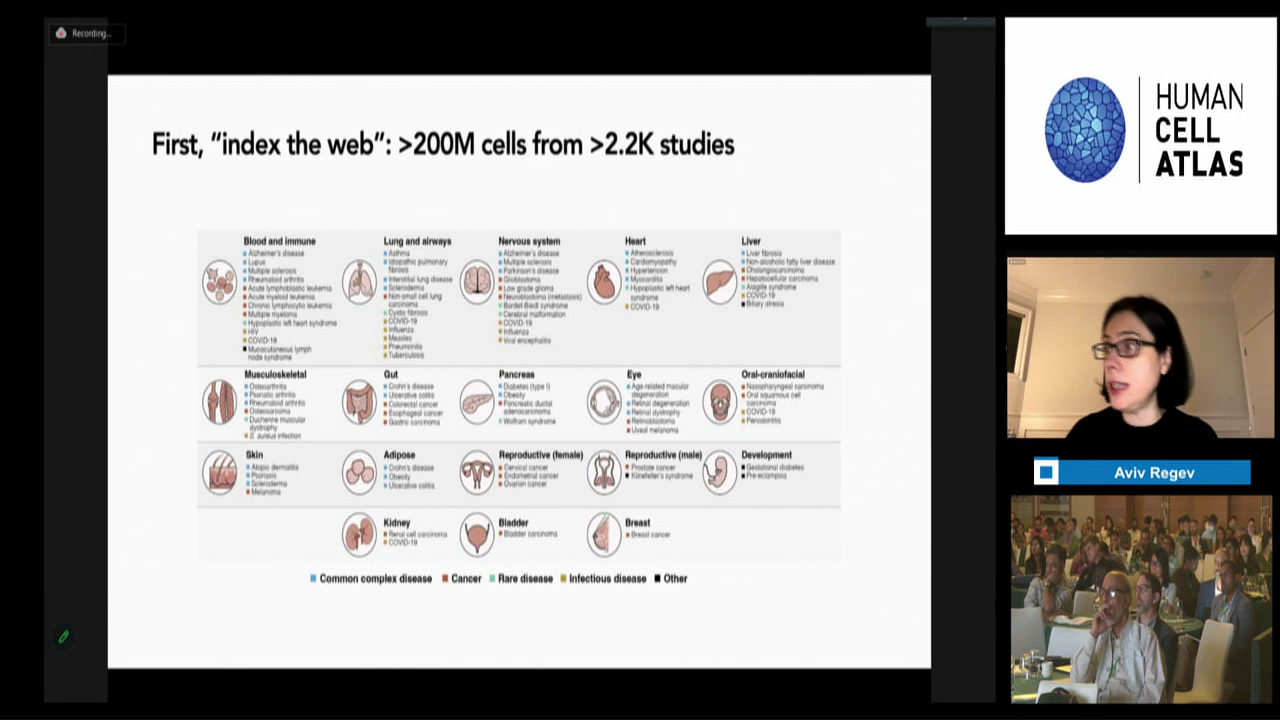 Recording...
First, "index the web": >200M cells from >2.2K studies
Blood and immune
Alzheimer's disease
Lupus
Multiple sclerosis
Rheumatoid arthritis
Acute lymphoblastic leukemia
Acute myeloid leukemia
Chronic lymphocytic leukemia
Multiple myeloma
Hypoplastic left heart syndrome
HIV
COVID-19
Mucocutaneous lymph
node syndrome
Lung and airways
Asthma
Idiopathic pulmonary
fibrosis
Interstitial lung disease
Scleroderma
Non-small cell lung
carcinoma
Cystic fibrosis
COVID-19
Influenza
Measles
Pneumonitis
Tuberculosis
Nervous system
Alzheimer's disease
Multiple sclerosis
Parkinson's disease
Glioblastoma
Low grade glioma
Neuroblastoma (metastasis)
Bardet-Biedl syndrome
Cerebral malformation
COVID-19
Influenza
Viral encephalitis
Heart
Atherosclerosis
Cardiomyopathy
Hypertension
Myocarditis
Hypoplastic left heart
syndrome
COVID-19
Liver
Liver fibrosis
Non-alcoholic fatty liver disease
Cholangiocarcinoma
Hepatocellular carcinoma
Alagille syndrome
COVID-19
Biliary atresia
Musculoskeletal
Osteoarthritis
Psoriatic arthritis
Rheumatoid arthritis
Osteosarcoma
Duchenne muscular
dystrophy
S. aureus infection
Gut
Crohn's disease
Ulcerative colitis
Colorectal cancer
Esophageal cancer
Gastric carcinoma
Pancreas
Diabetes (type I)
Obesity
Pancreatic ductal
adenocarcinoma
Wolfram syndrome
Eye
Age-related macular
degeneration
Retinal degeneration
Retinal dystrophy
Retinoblastoma
Uveal melanoma
Oral-craniofacial
Nasopharyngeal carcinoma
Oral squamous cell
carcinoma
COVID-19
Periodontitis
Skin
Atopic dermatitis
Psoriasis
Scleroderma
Melanoma
Adipose
Crohn's disease
Obesity
Ulcerative colitis
Reproductive (female)
Cervical cancer
Endometrial cancer
Ovarian cancer
Reproductive (male)
Prostate cancer
Klinefelter's syndrome
Development
Gestational diabetes
Pre-eclampsia
Kidney
Renal cell carcinoma
COVID-19
Bladder
Bladder carcinoma
Breast
Breast cancer
Common complex disease
Cancer
Rare disease
Infectious disease
Other
HUMAN
CELL
ATLAS
Aviv Regev